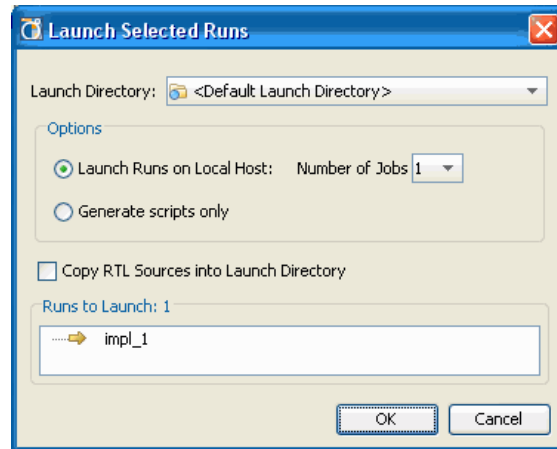 Launch Selected Runs
Launch Directory: <Default Launch Directory>
Options
Launch Runs on Local Host: Number of Jobs 1
Generate scripts only
Copy RTL Sources into Launch Directory
Runs to Launch: 1
impl_1
OK Cancel